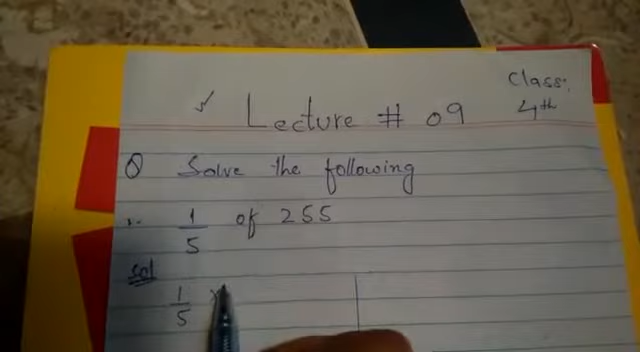 Class:
4th
✓ Lecture # 09
Q Solve the following
1/5 of 255
Sol
1/5